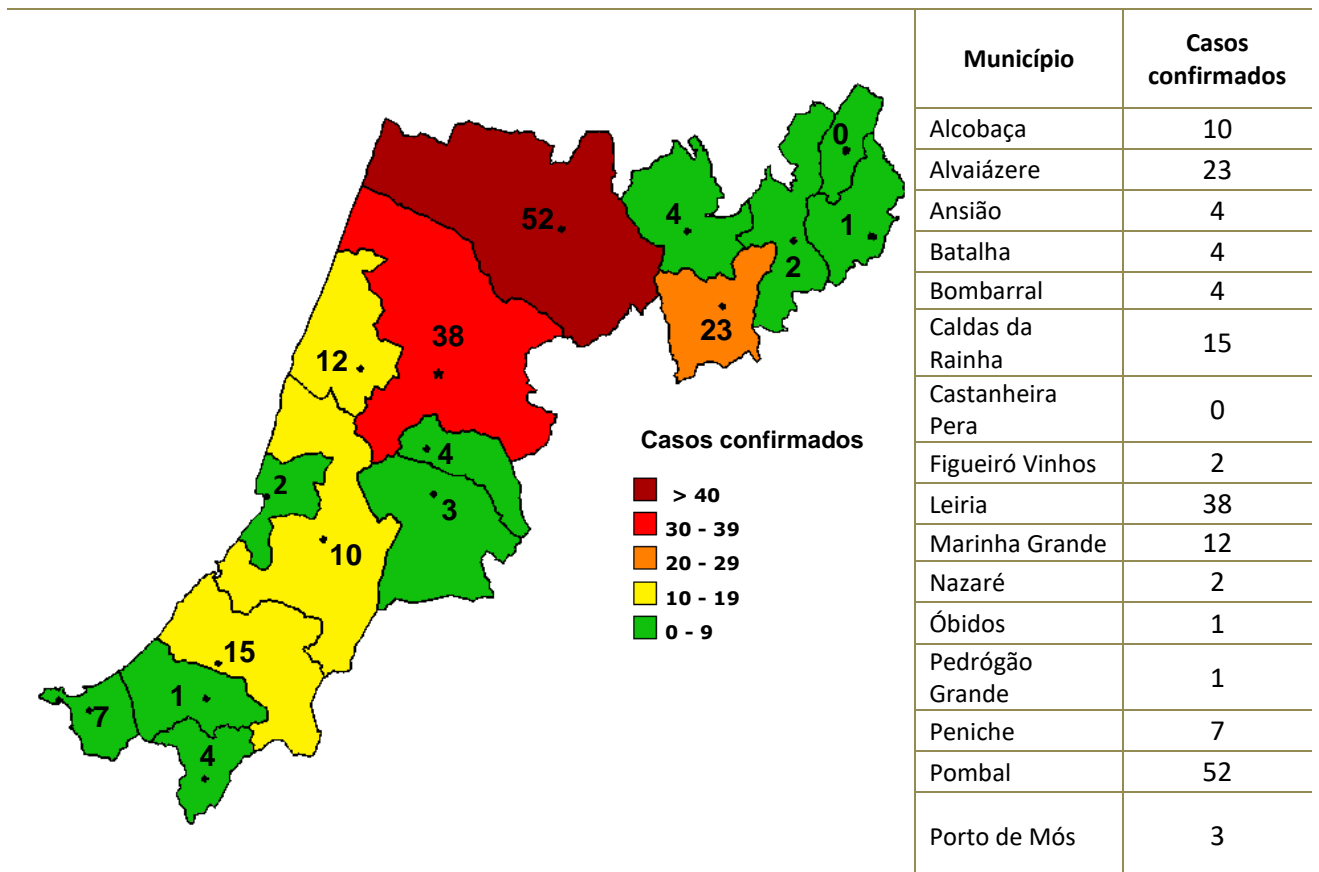 0
52
4
1
2
38
23
12
4
2
3
10
15
1
7
4
Casos confirmados
> 40
30 - 39
20 - 29
10 - 19
0 - 9
Município
Casos
confirmados
Alcobaça 10
Alvaiázere 23
Ansião 4
Batalha 4
Bombarral 4
Caldas da
Rainha
15
Castanheira
Pera
0
Figueiró Vinhos 2
Leiria 38
Marinha Grande 12
Nazaré 2
Óbidos 1
Pedrógão
Grande
1
Peniche 7
Pombal 52
Porto de Mós 3